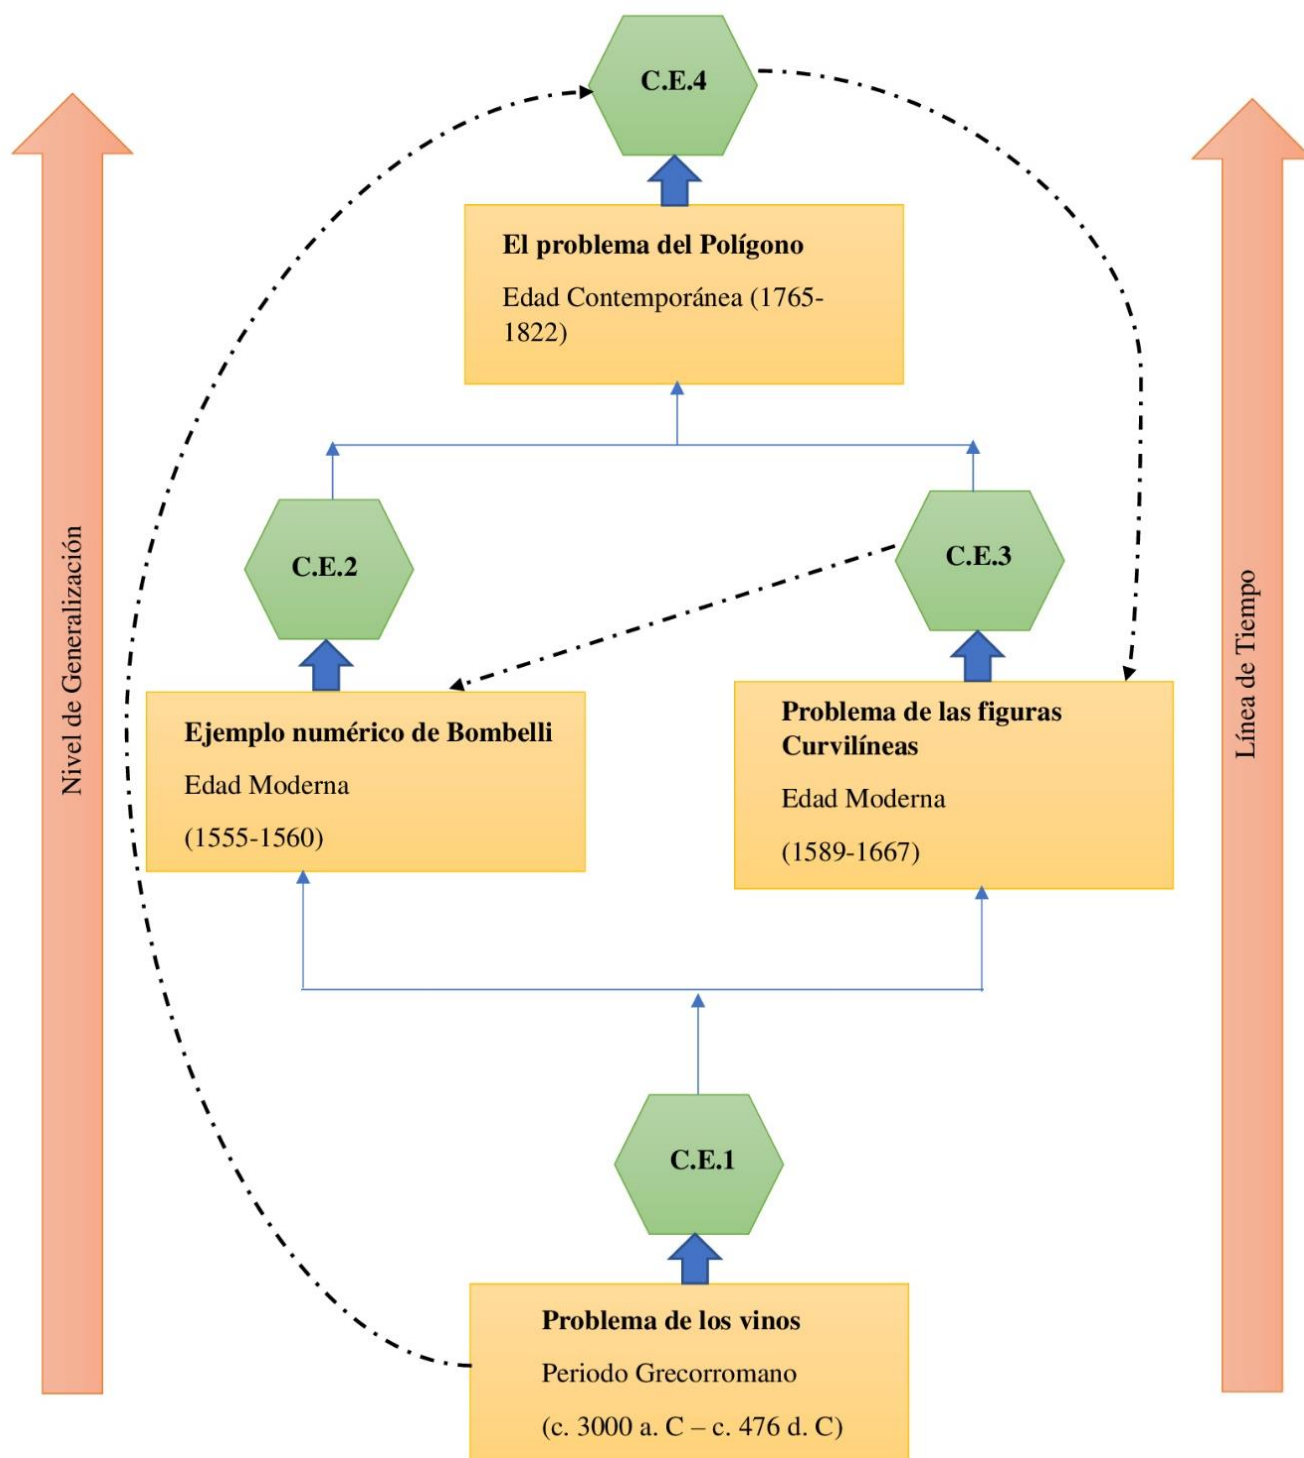 C.E.4
El problema del Polígono
Edad Contemporánea (1765-
1822)
C.E.2
C.E.3
Nivel de Generalización
Línea de Tiempo
Ejemplo numérico de Bombelli
Edad Moderna
(1555-1560)
Problema de las figuras
Curvilíneas
Edad Moderna
(1589-1667)
C.E.1
Problema de los vinos
Periodo Grecorromano
(c. 3000 a. C – c. 476 d. C)